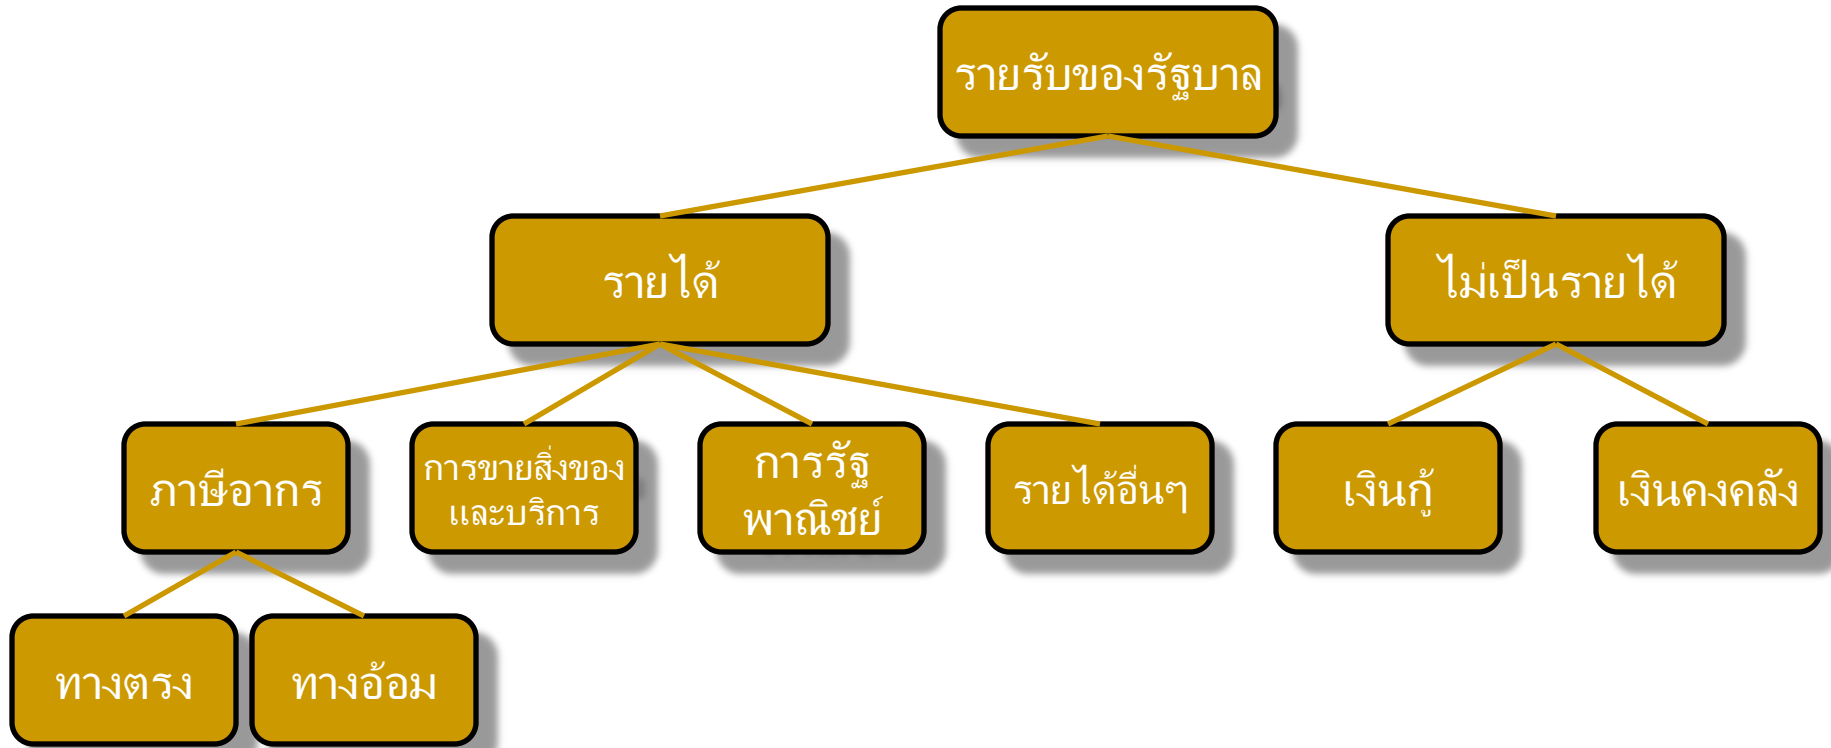 รายรับของรัฐบาล
รายได้
ไม่เป็นรายได้
ภาษีอากร
การขายสิ่งของ
และบริการ
การรัฐ
พาณิชย์
รายได้อื่นๆ
เงินกู้
เงินคงคลัง
ทางตรง
ทางอ้อม